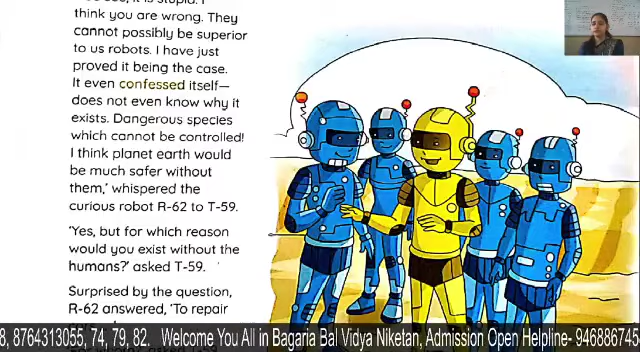 think you are wrong. They
cannot possibly be superior
to us robots. I have just
proved it being the case.
It even confessed itself—
does not even know why it
exists. Dangerous species
which cannot be controlled!
I think planet earth would
be much safer without
them,' whispered the
curious robot R-62 to T-59.
'Yes, but for which reason
would you exist without the
humans?' asked T-59.
Surprised by the question,
R-62 answered, 'To repair
8, 8764313055, 74, 79, 82. Welcome You All in Bagaria Bal Vidya Niketan, Admission Open Helpline- 946886745